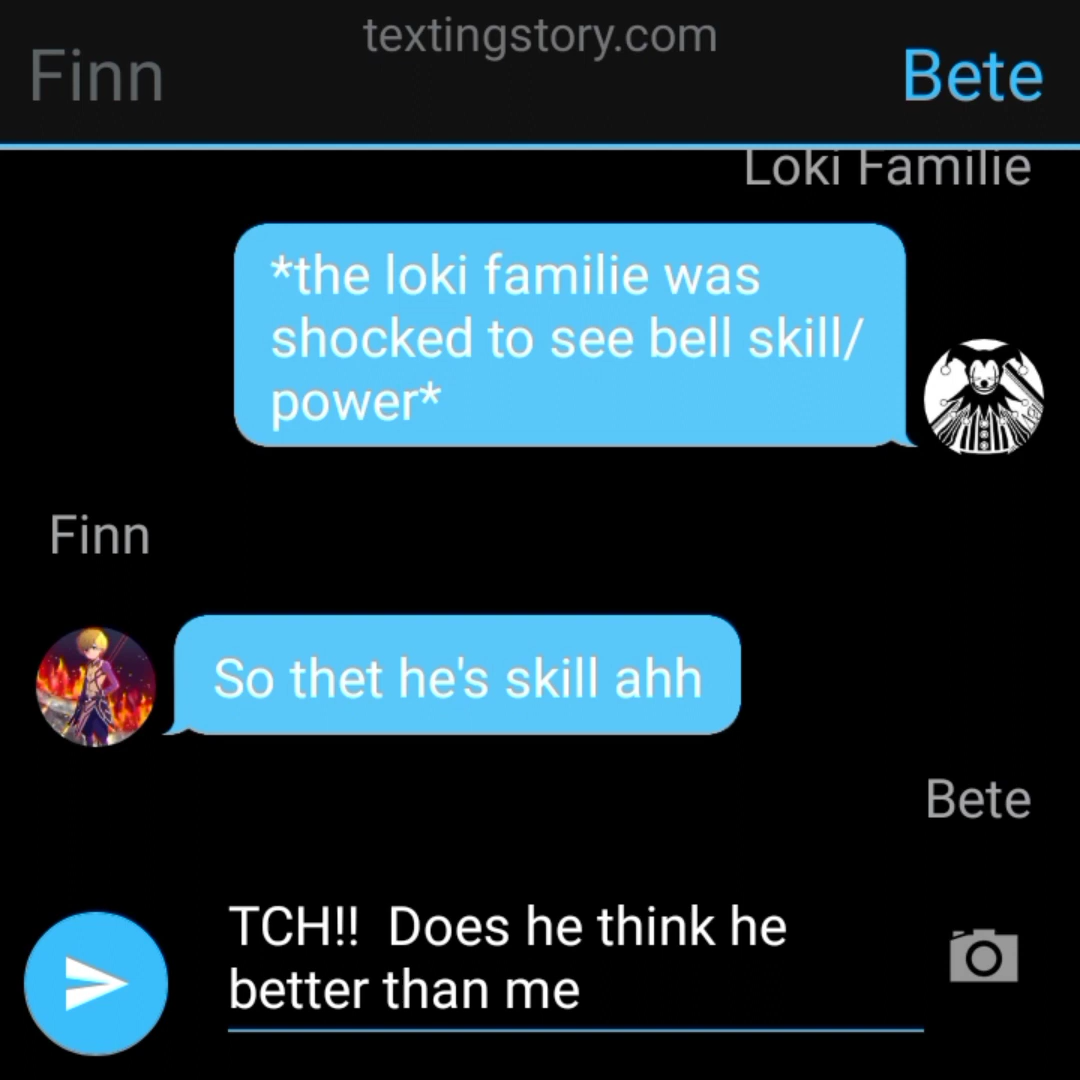 textingstory.com
Finn Bete
Loki Familie
*the loki familie was
shocked to see bell skill/
power*
Finn
So thet he's skill ahh
Bete
TCH!!  Does he think he
better than me